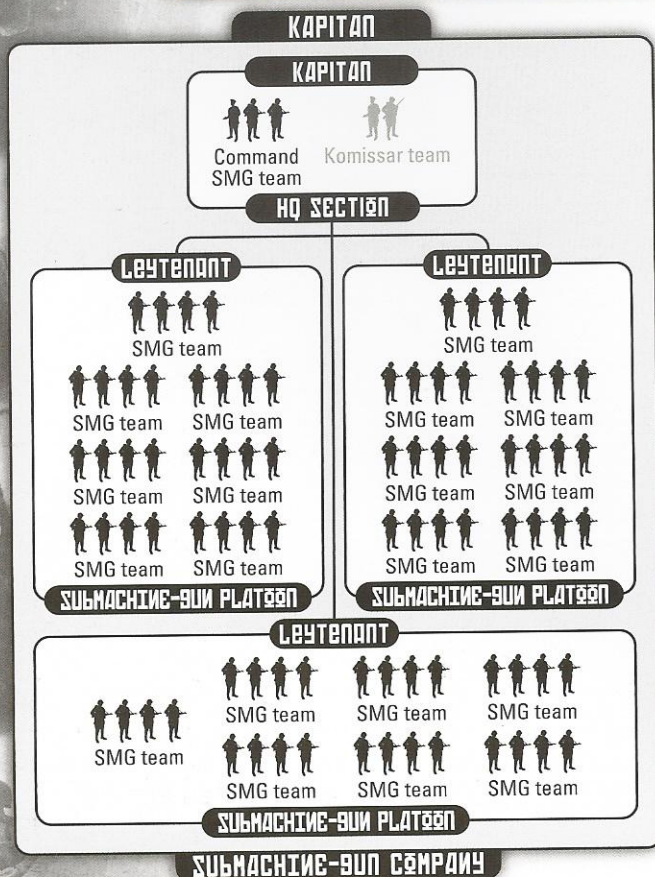 KAPITAN
KAPITAN
Command
SMG team
Komissar team
HQ SECTION
LEYTENANT
SMG team
SMG team SMG team
SMG team SMG team
SMG team SMG team
SUBMACHINE-GUN PLATOON
LEYTENANT
SMG team
SMG team SMG team
SMG team SMG team
SMG team SMG team
SUBMACHINE-GUN PLATOON
LEYTENANT
SMG team
SMG team SMG team SMG team
SMG team SMG team SMG team
SUBMACHINE-GUN PLATOON
SUBMACHINE-GUN COMPANY